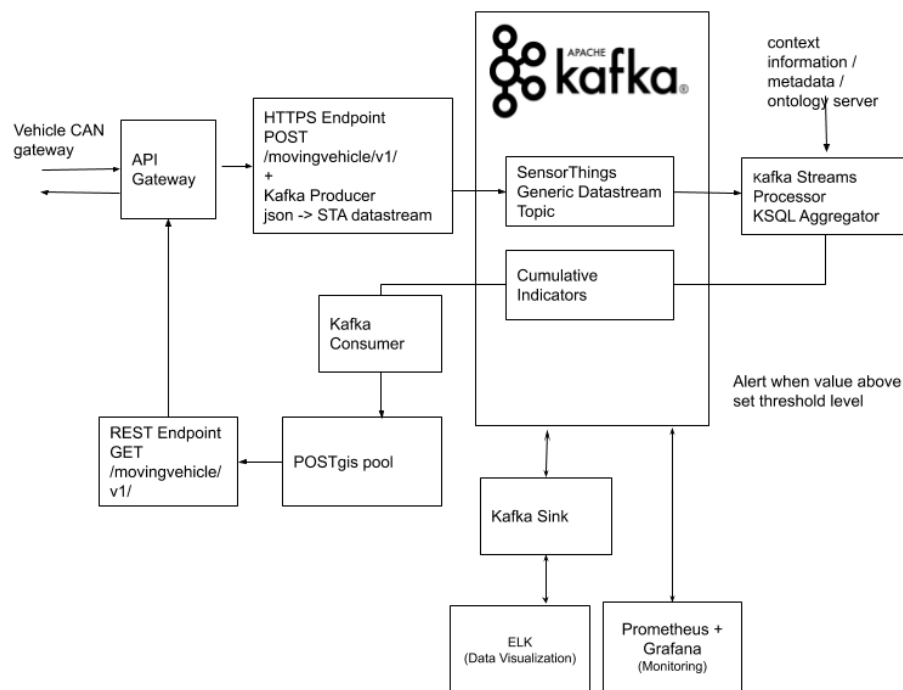 Vehicle CAN
gateway
API
Gateway
HTTPS Endpoint
POST
/movingvehicle/v1/
+
Kafka Producer
json -> STA datastream
APACHE
kafka®
SensorThings
Generic Datastream
Topic
context
information /
metadata /
ontology server
Kafka Streams
Processor
KSQL Aggregator
Cumulative
Indicators
Kafka
Consumer
Alert when value above
set threshold level
REST Endpoint
GET
/movingvehicle/
v1/
POSTgis pool
Kafka Sink
ELK
(Data Visualization)
Prometheus +
Grafana
(Monitoring)